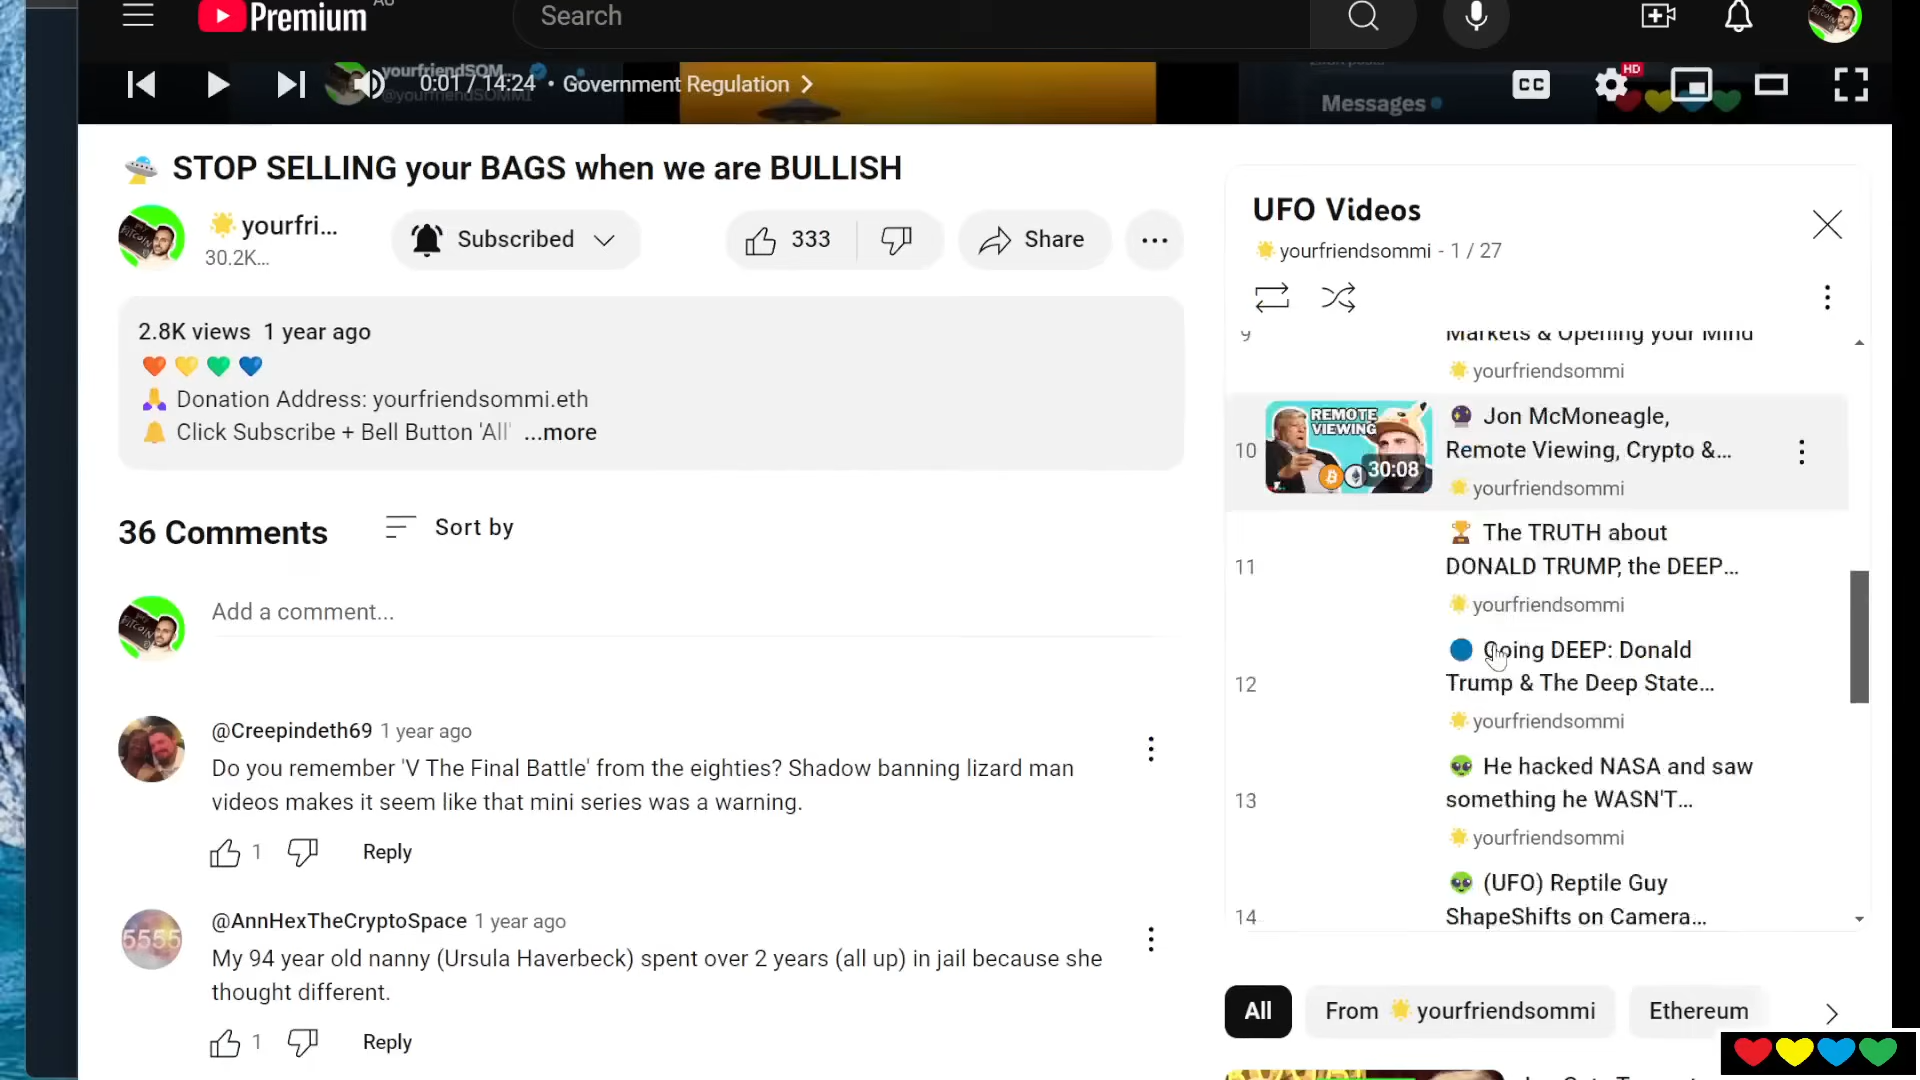 Premium
AU
Search
yourfriendSOM...
@yourfriendSOMMI
0:01 / 14:24 • Government Regulation
CC
HD
Messages
🛸 STOP SELLING your BAGS when we are BULLISH
🌟 yourfri...
30.2K...
Subscribed
333
Share
2.8K views 1 year ago
🧡 💛 💚 💙
🙏 Donation Address: yourfriendsommi.eth
🔔 Click Subscribe + Bell Button 'All' ...more
36 Comments
Sort by
Add a comment...
@Creepindeth69 1 year ago
Do you remember 'V The Final Battle' from the eighties? Shadow banning lizard man
videos makes it seem like that mini series was a warning.
1
Reply
@AnnHexTheCryptoSpace 1 year ago
5555
My 94 year old nanny (Ursula Haverbeck) spent over 2 years (all up) in jail because she
thought different.
1
Reply
UFO Videos
🌟 yourfriendsommi - 1 / 27
9
Markets & Opening your Mind
🌟 yourfriendsommi
10
REMOTE
VIEWING
30:08
🔮 Jon McMoneagle,
Remote Viewing, Crypto &...
🌟 yourfriendsommi
11
🏆 The TRUTH about
DONALD TRUMP, the DEEP...
🌟 yourfriendsommi
12
🔵 Going DEEP: Donald
Trump & The Deep State...
🌟 yourfriendsommi
13
👽 He hacked NASA and saw
something he WASN'T...
🌟 yourfriendsommi
14
👽 (UFO) Reptile Guy
ShapeShifts on Camera...
All
From 🌟 yourfriendsommi
Ethereum